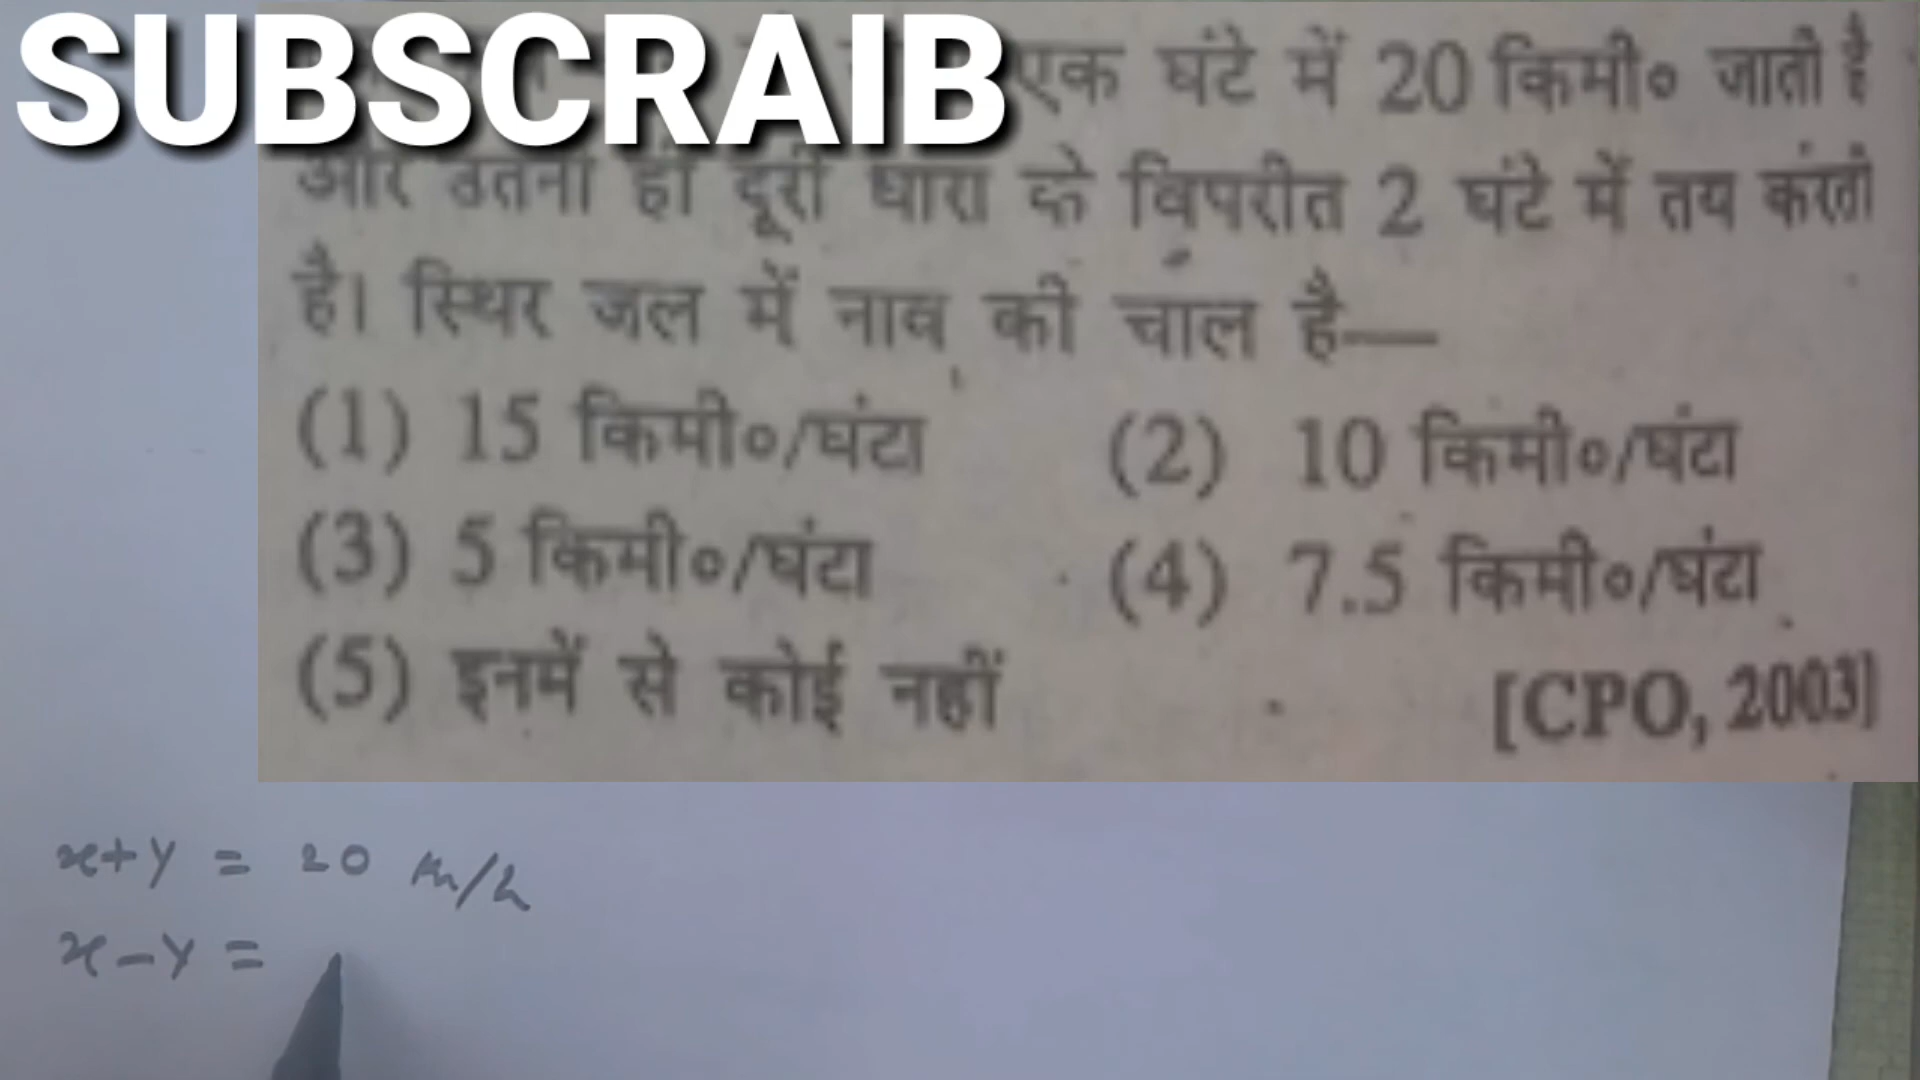 SUBSCRAIB
एक घंटे में 20 किमी० जाती है
और उतनी ही दूरी धारा के विपरीत 2 घंटे में तय करती
है। स्थिर जल में नाव की चाल है—
(1) 15 किमी०/घंटा (2) 10 किमी०/घंटा
(3) 5 किमी०/घंटा (4) 7.5 किमी०/घंटा
(5) इनमें से कोई नहीं [CPO, 2003]
x+y = 20 km/h
x-y =